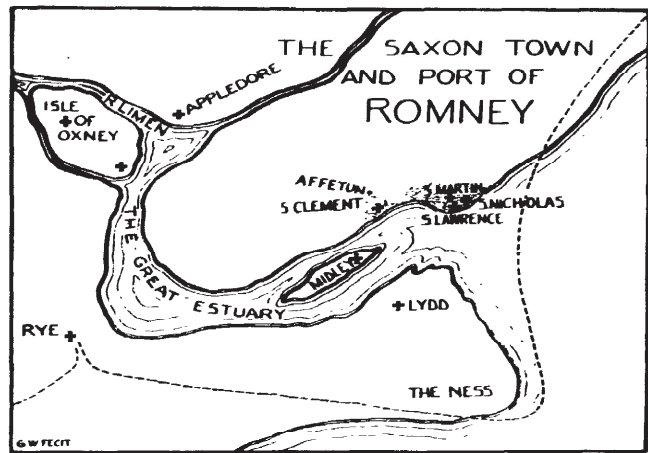 THE SAXON TOWN
AND PORT OF
ROMNEY
APPLEDORE
R LIMEN
ISLE
OF
OXNEY
AFFETUN
S CLEMENT
S. MARTIN
S. NICHOLAS
S. LAWRENCE
THE GREAT ESTUARY
MIDLEY
LYDD
RYE
THE NESS
G W FECIT